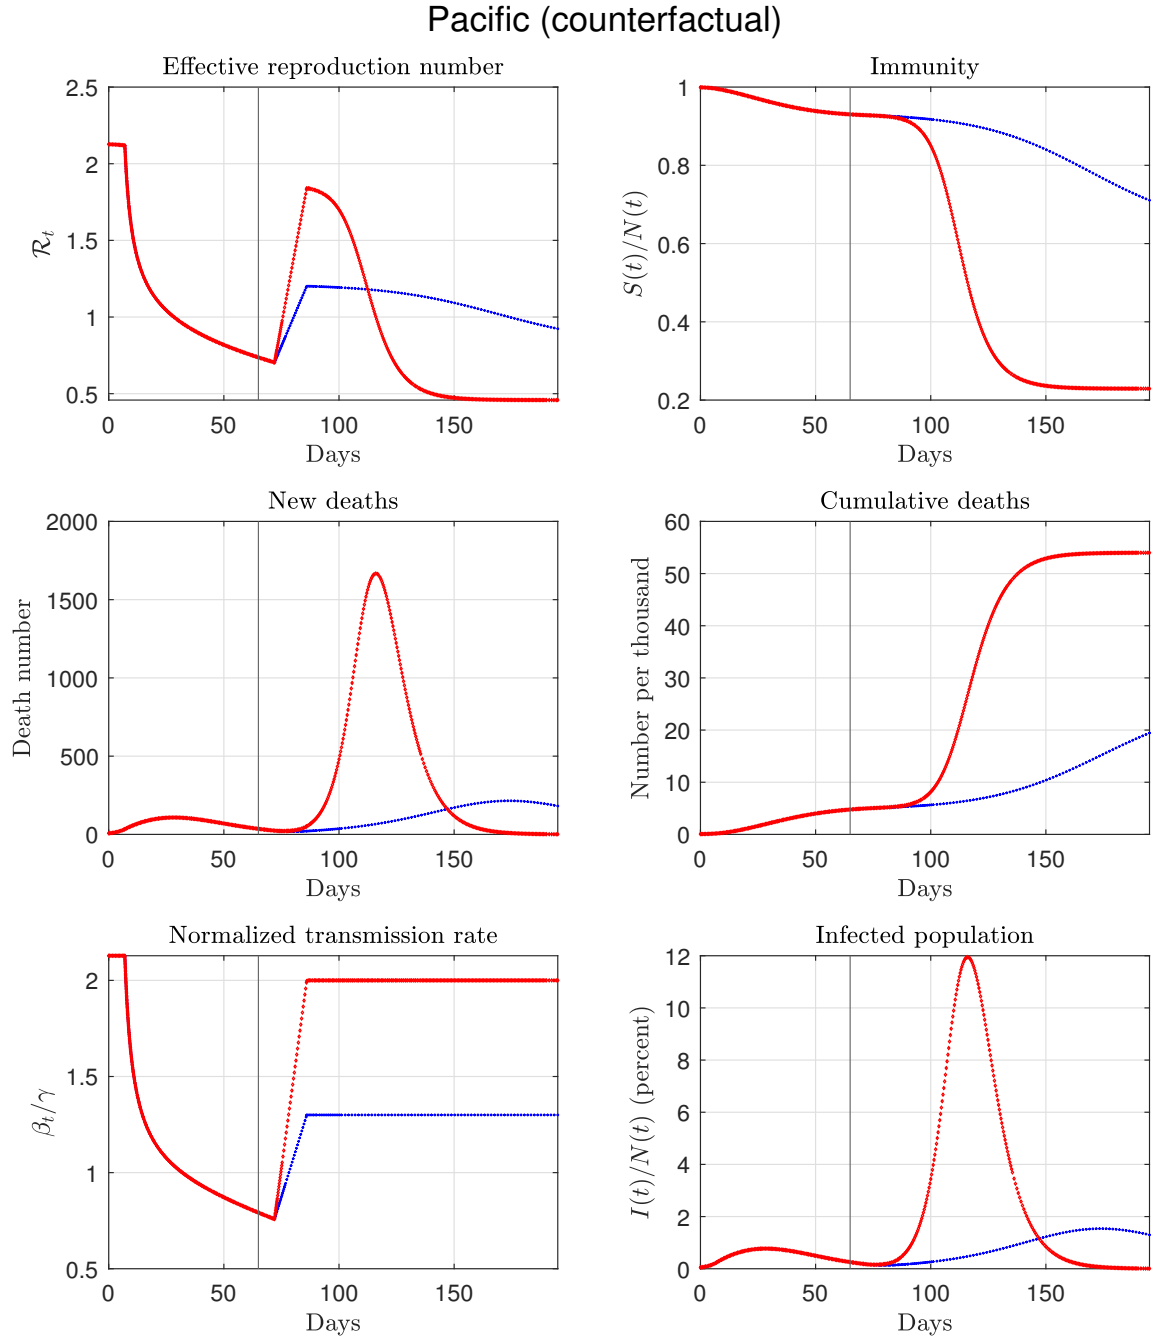 Pacific (counterfactual)
Effective reproduction number
2.5
2
1.5
1
0.5
0 50 100 150
Days
ℛₜ
Immunity
1
0.8
0.6
0.4
0.2
0 50 100 150
Days
S(t)/N(t)
New deaths
2000
1500
1000
500
0
0 50 100 150
Days
Death number
Cumulative deaths
60
50
40
30
20
10
0
0 50 100 150
Days
Number per thousand
Normalized transmission rate
2
1.5
1
0.5
0 50 100 150
Days
βₜ/γ
Infected population
12
10
8
6
4
2
0
0 50 100 150
Days
I(t)/N(t) (percent)